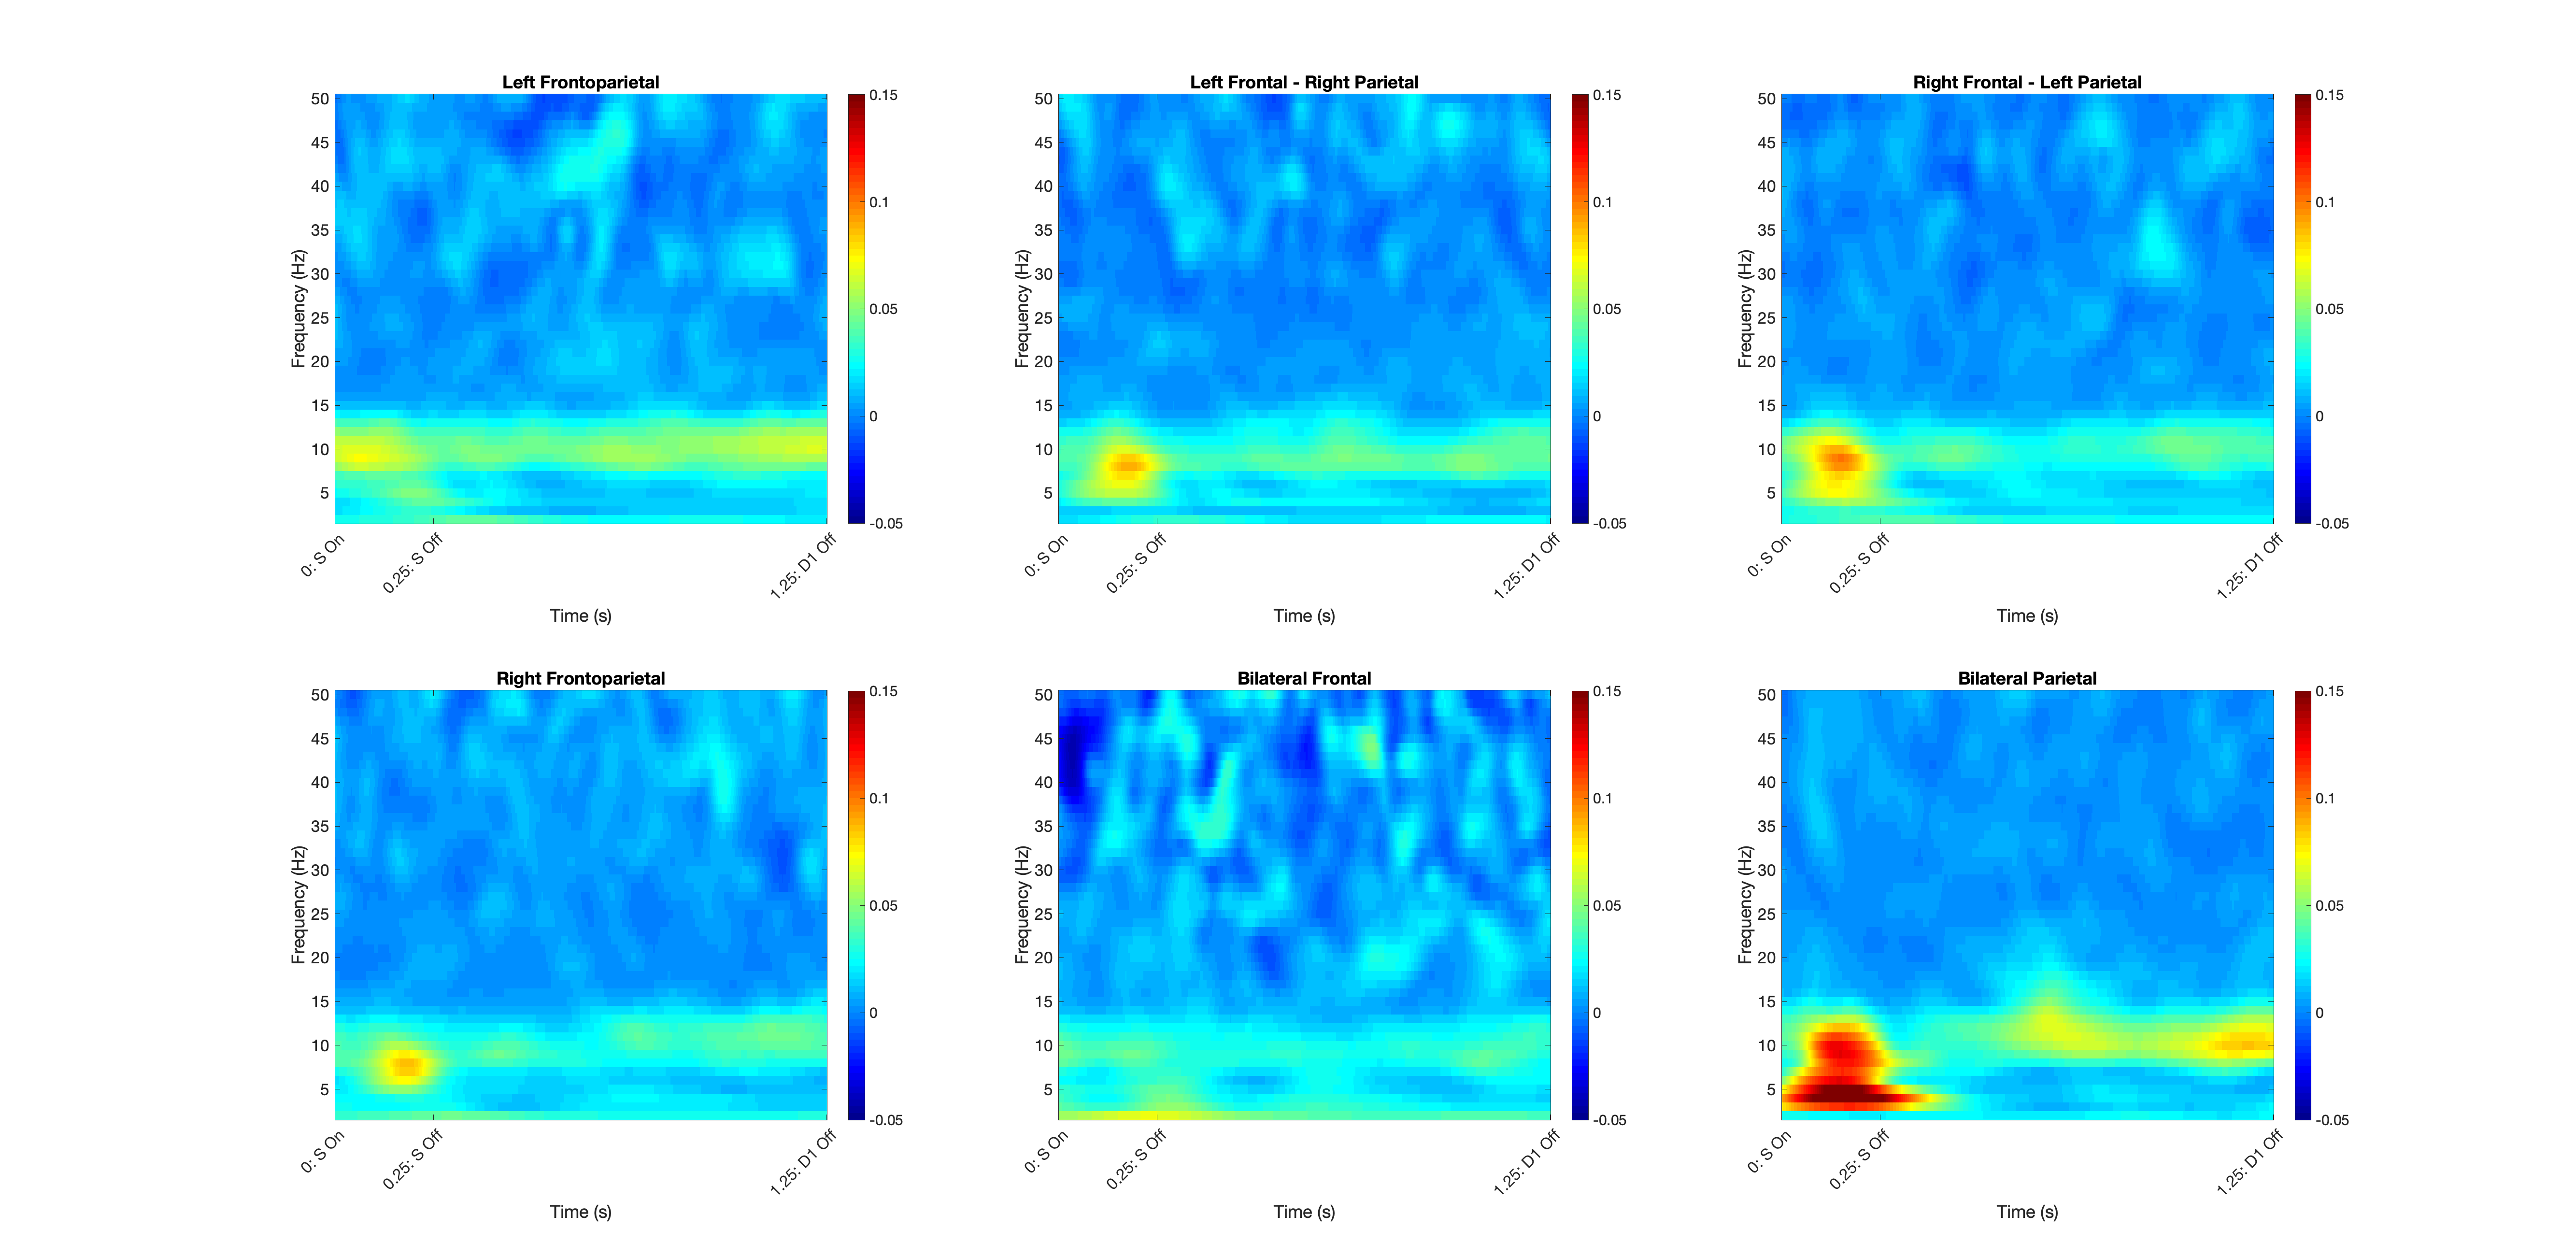 Left Frontoparietal
Frequency (Hz)
50
45
40
35
30
25
20
15
10
5
0: S On
0.25: S Off
1.25: D1 Off
Time (s)
0.15
0.1
0.05
0
-0.05
Left Frontal - Right Parietal
Frequency (Hz)
50
45
40
35
30
25
20
15
10
5
0: S On
0.25: S Off
1.25: D1 Off
Time (s)
0.15
0.1
0.05
0
-0.05
Right Frontal - Left Parietal
Frequency (Hz)
50
45
40
35
30
25
20
15
10
5
0: S On
0.25: S Off
1.25: D1 Off
Time (s)
0.15
0.1
0.05
0
-0.05
Right Frontoparietal
Frequency (Hz)
50
45
40
35
30
25
20
15
10
5
0: S On
0.25: S Off
1.25: D1 Off
Time (s)
0.15
0.1
0.05
0
-0.05
Bilateral Frontal
Frequency (Hz)
50
45
40
35
30
25
20
15
10
5
0: S On
0.25: S Off
1.25: D1 Off
Time (s)
0.15
0.1
0.05
0
-0.05
Bilateral Parietal
Frequency (Hz)
50
45
40
35
30
25
20
15
10
5
0: S On
0.25: S Off
1.25: D1 Off
Time (s)
0.15
0.1
0.05
0
-0.05